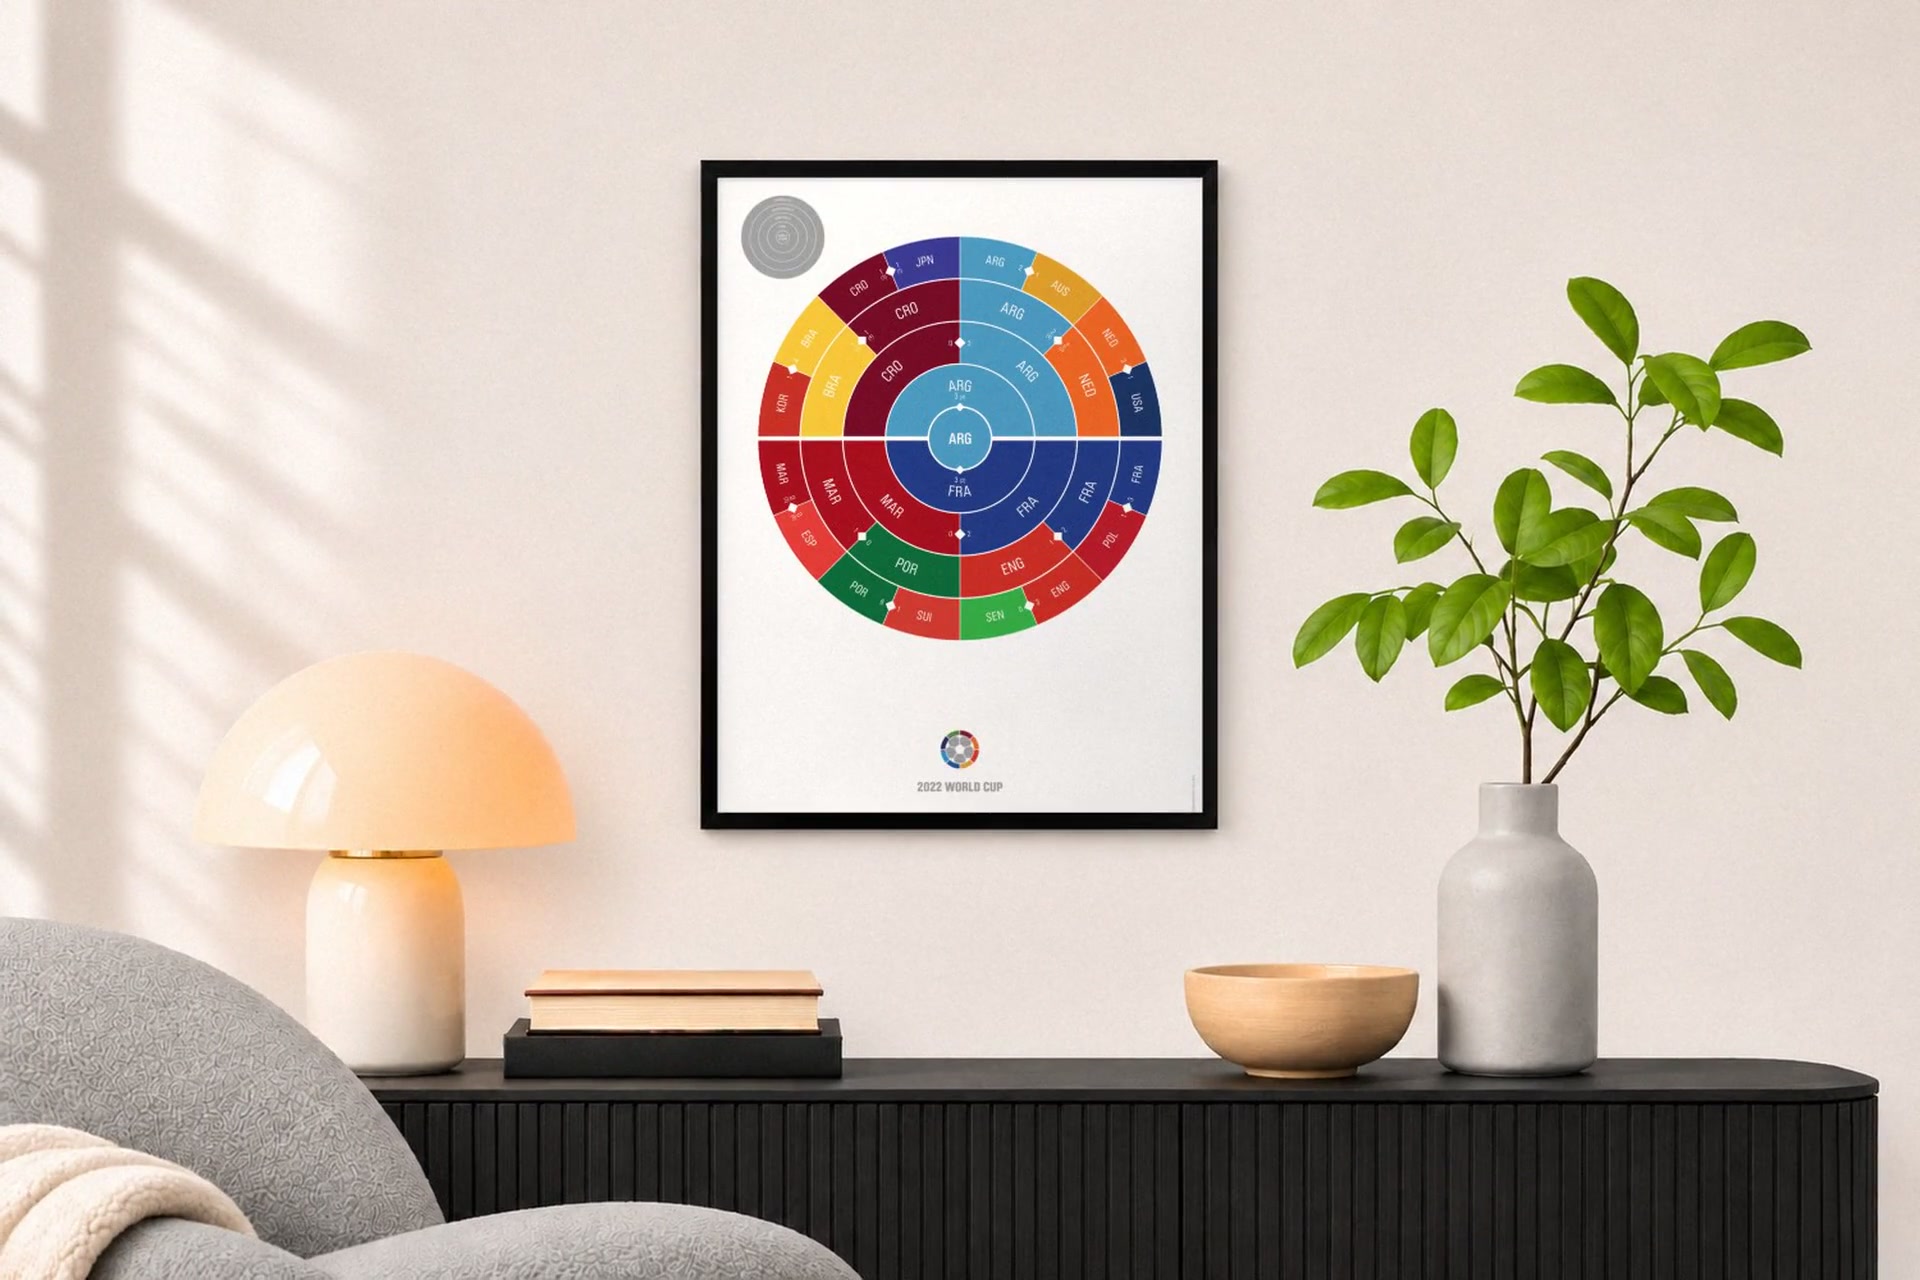 JPN
ARG
CRO
AUS
CRO
ARG
BRA
NED
CRO
ARG
BRA
ARG
NED
KOR
USA
ARG
MAR
FRA
MAR
FRA
FRA
MAR
FRA
ESP
POL
POR
ENG
POR
ENG
SUI
SEN
2022 WORLD CUP